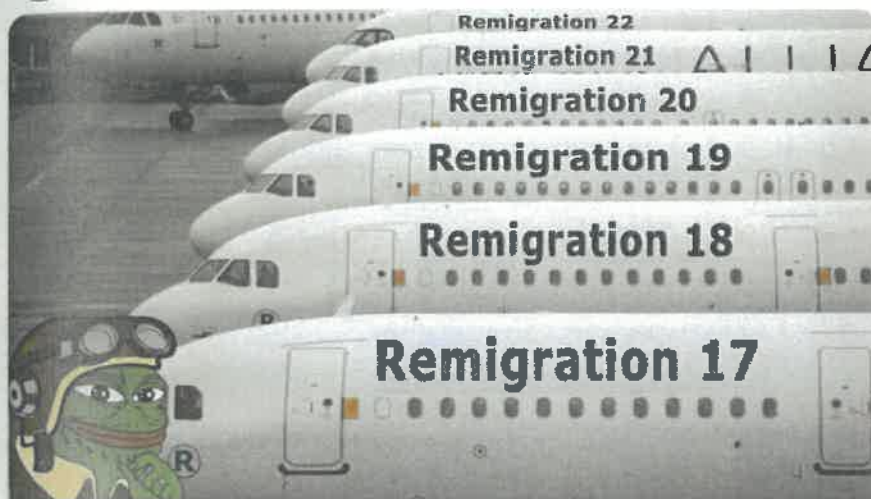 Remigration 22
Remigration 21
Remigration 20
Remigration 19
Remigration 18
R
Remigration 17
R